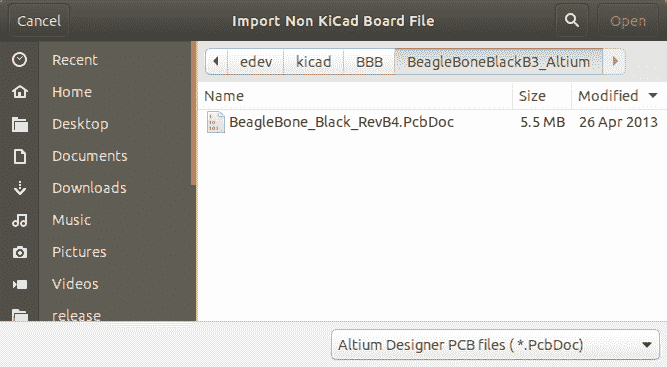 Cancel Import Non KiCad Board File Open
Recent
Home
Desktop
Documents
Downloads
Music
Pictures
Videos
release
edev kicad BBB BeagleBoneBlackB3_Altium
Name Size Modified
BeagleBone_Black_RevB4.PcbDoc 5.5 MB 26 Apr 2013
Altium Designer PCB files ( *.PcbDoc)